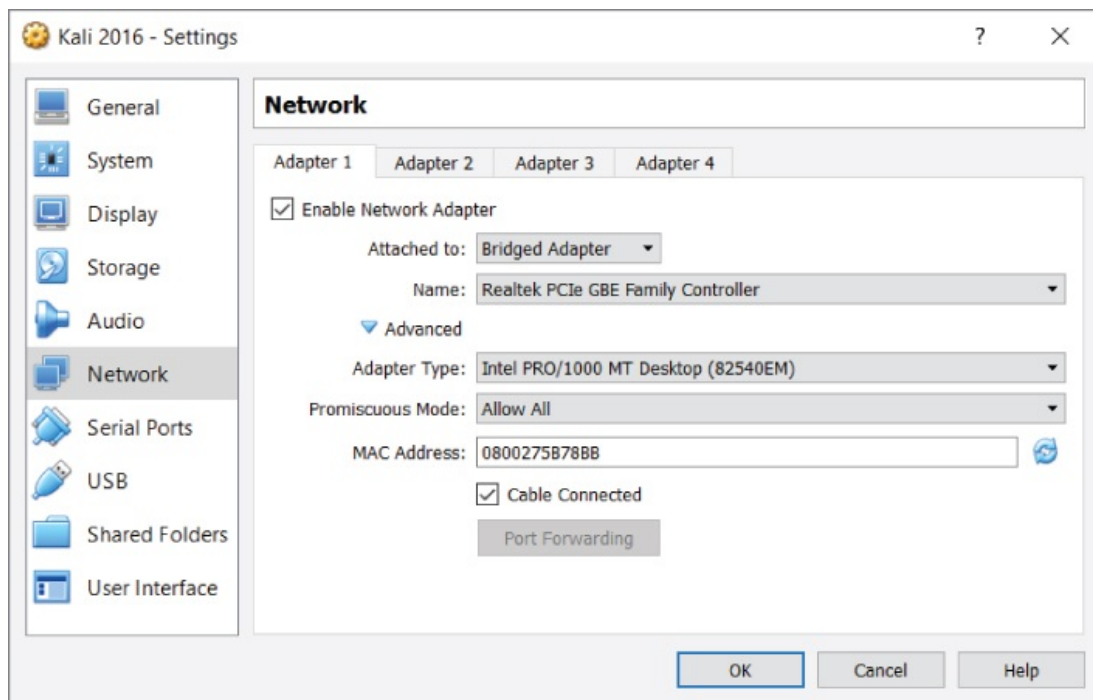 Kali 2016 - Settings
?
General
System
Display
Storage
Audio
Network
Serial Ports
USB
Shared Folders
User Interface
Network
Adapter 1 Adapter 2 Adapter 3 Adapter 4
Enable Network Adapter
Attached to: Bridged Adapter
Name: Realtek PCIe GBE Family Controller
Advanced
Adapter Type: Intel PRO/1000 MT Desktop (82540EM)
Promiscuous Mode: Allow All
MAC Address: 0800275B78BB
Cable Connected
Port Forwarding
OK Cancel Help